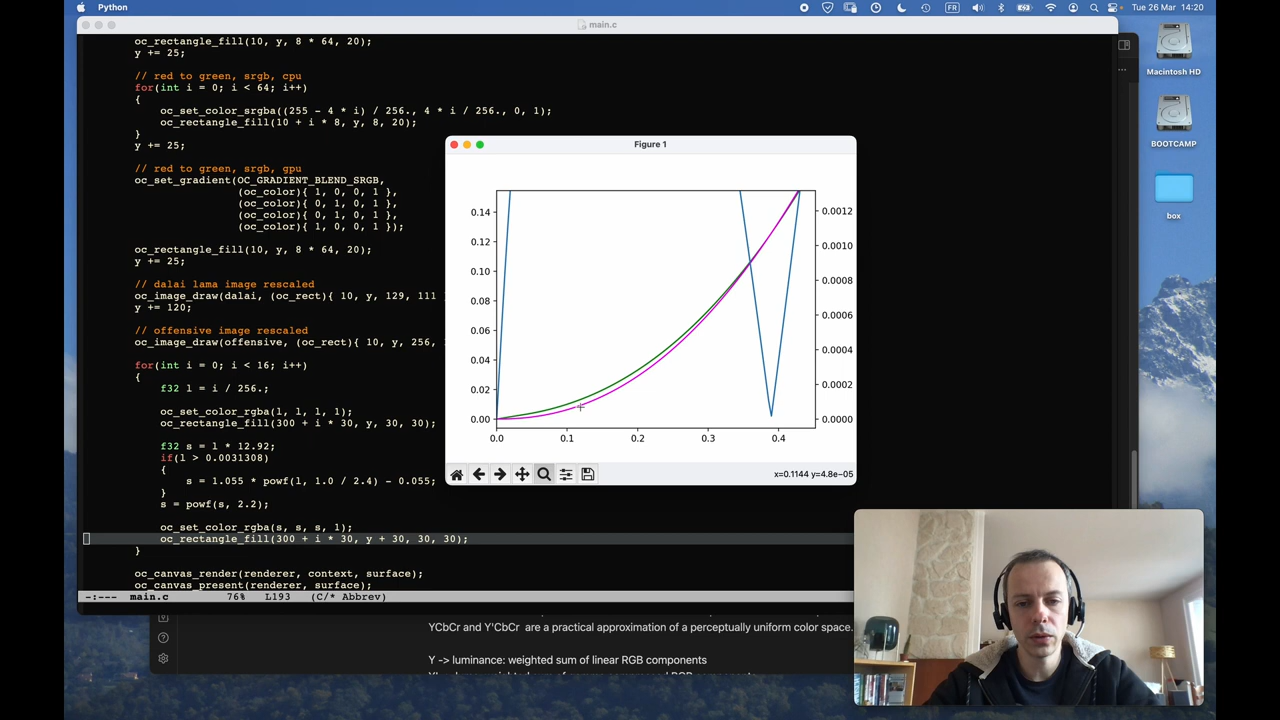 Python
FR
Tue 26 Mar 14:20
main.c
oc_rectangle_fill(10, y, 8 * 64, 20);
y += 25;
// red to green, srgb, cpu
for(int i = 0; i < 64; i++)
{
oc_set_color_srgba((255 - 4 * i) / 256., 4 * i / 256., 0, 1);
oc_rectangle_fill(10 + i * 8, y, 8, 20);
}
y += 25;
// red to green, srgb, gpu
oc_set_gradient(OC_GRADIENT_BLEND_SRGB,
(oc_color){ 1, 0, 0, 1 },
(oc_color){ 0, 1, 0, 1 },
(oc_color){ 0, 1, 0, 1 },
(oc_color){ 1, 0, 0, 1 });
oc_rectangle_fill(10, y, 8 * 64, 20);
y += 25;
// dalai lama image rescaled
oc_image_draw(dalai, (oc_rect){ 10, y, 129, 111
y += 120;
// offensive image rescaled
oc_image_draw(offensive, (oc_rect){ 10, y, 256,
for(int i = 0; i < 16; i++)
{
f32 l = i / 256.;
oc_set_color_rgba(l, l, l, 1);
oc_rectangle_fill(300 + i * 30, y, 30, 30);
f32 s = l * 12.92;
if(l > 0.0031308)
{
s = 1.055 * powf(l, 1.0 / 2.4) - 0.055;
}
s = powf(s, 2.2);
oc_set_color_rgba(s, s, s, 1);
oc_rectangle_fill(300 + i * 30, y + 30, 30, 30);
}
oc_canvas_render(renderer, context, surface);
oc_canvas_present(renderer, surface);
-:--- main.c 76% L193 (C/* Abbrev)
Figure 1
0.14
0.12
0.10
0.08
0.06
0.04
0.02
0.00
0.0 0.1 0.2 0.3 0.4
0.0012
0.0010
0.0008
0.0006
0.0004
0.0002
0.0000
x=0.1144 y=4.8e−05
YCbCr and Y'CbCr are a practical approximation of a perceptually uniform color space.
Y -> luminance: weighted sum of linear RGB components
Macintosh HD
BOOTCAMP
box